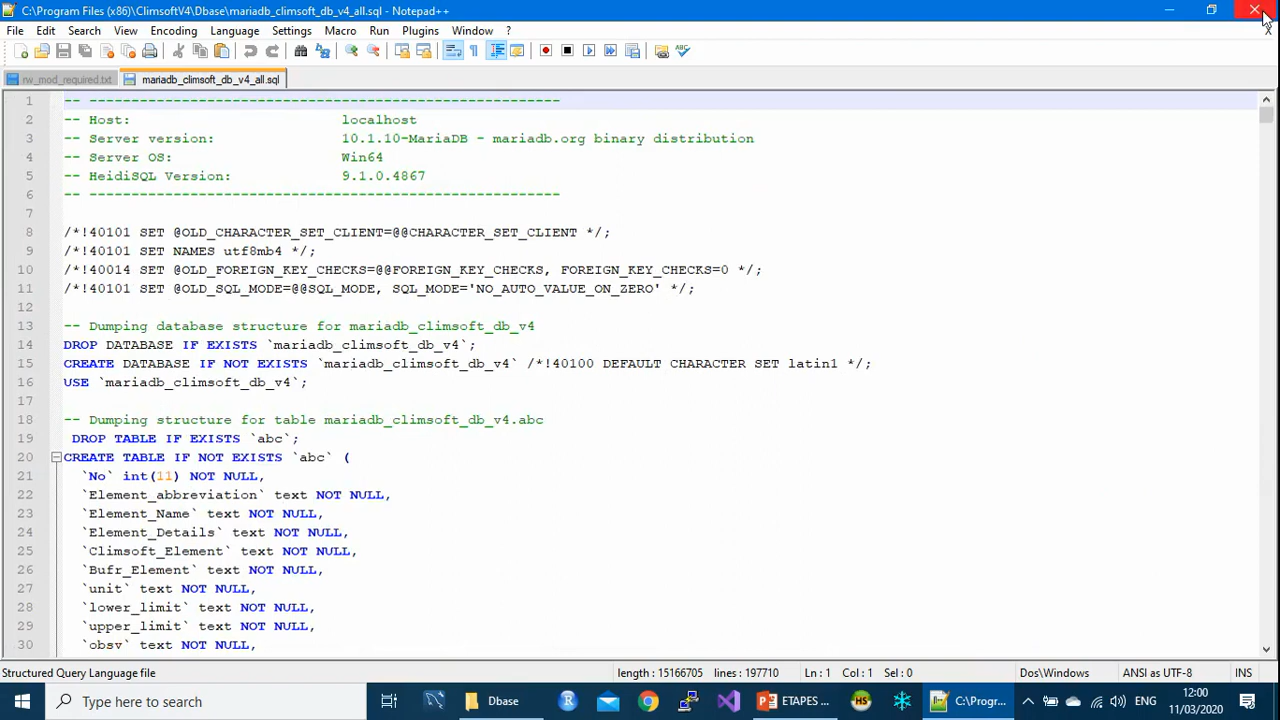 C:\Program Files (x86)\ClimsoftV4\Dbase\mariadb_climsoft_db_v4_all.sql - Notepad++
File Edit Search View Encoding Language Settings Macro Run Plugins Window ? X
rw_mod_required.txt mariadb_climsoft_db_v4_all.sql
1 -- --------------------------------------------------------
2 -- Host: localhost
3 -- Server version: 10.1.10-MariaDB - mariadb.org binary distribution
4 -- Server OS: Win64
5 -- HeidiSQL Version: 9.1.0.4867
6 -- --------------------------------------------------------
7
8 /*!40101 SET @OLD_CHARACTER_SET_CLIENT=@@CHARACTER_SET_CLIENT */;
9 /*!40101 SET NAMES utf8mb4 */;
10 /*!40014 SET @OLD_FOREIGN_KEY_CHECKS=@@FOREIGN_KEY_CHECKS, FOREIGN_KEY_CHECKS=0 */;
11 /*!40101 SET @OLD_SQL_MODE=@@SQL_MODE, SQL_MODE='NO_AUTO_VALUE_ON_ZERO' */;
12
13 -- Dumping database structure for mariadb_climsoft_db_v4
14 DROP DATABASE IF EXISTS `mariadb_climsoft_db_v4`;
15 CREATE DATABASE IF NOT EXISTS `mariadb_climsoft_db_v4` /*!40100 DEFAULT CHARACTER SET latin1 */;
16 USE `mariadb_climsoft_db_v4`;
17
18 -- Dumping structure for table mariadb_climsoft_db_v4.abc
19 DROP TABLE IF EXISTS `abc`;
20 CREATE TABLE IF NOT EXISTS `abc` (
21 `No` int(11) NOT NULL,
22 `Element_abbreviation` text NOT NULL,
23 `Element_Name` text NOT NULL,
24 `Element_Details` text NOT NULL,
25 `Climsoft_Element` text NOT NULL,
26 `Bufr_Element` text NOT NULL,
27 `unit` text NOT NULL,
28 `lower_limit` text NOT NULL,
29 `upper_limit` text NOT NULL,
30 `obsv` text NOT NULL,
Structured Query Language file length : 15166705 lines : 197710 Ln : 1 Col : 1 Sel : 0 Dos\Windows ANSI as UTF-8 INS
Type here to search Dbase ETAPES ... C:\Progr... ENG 12:00
11/03/2020